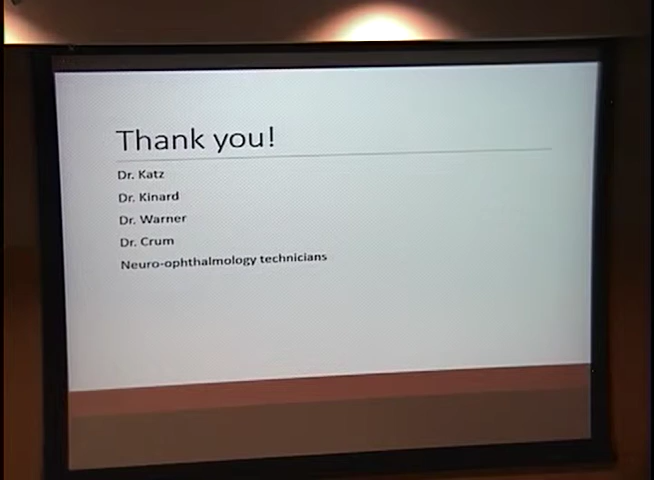 Thank you!
Dr. Katz
Dr. Kinard
Dr. Warner
Dr. Crum
Neuro-ophthalmology technicians